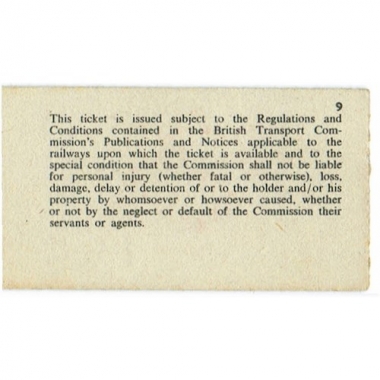 9
This ticket is issued subject to the Regulations and
Conditions contained in the British Transport Com-
mission's Publications and Notices applicable to the
railways upon which the ticket is available and to the
special condition that the Commission shall not be liable
for personal injury (whether fatal or otherwise), loss,
damage, delay or detention of or to the holder and/or his
property by whomsoever or howsoever caused, whether
or not by the neglect or default of the Commission their
servants or agents.